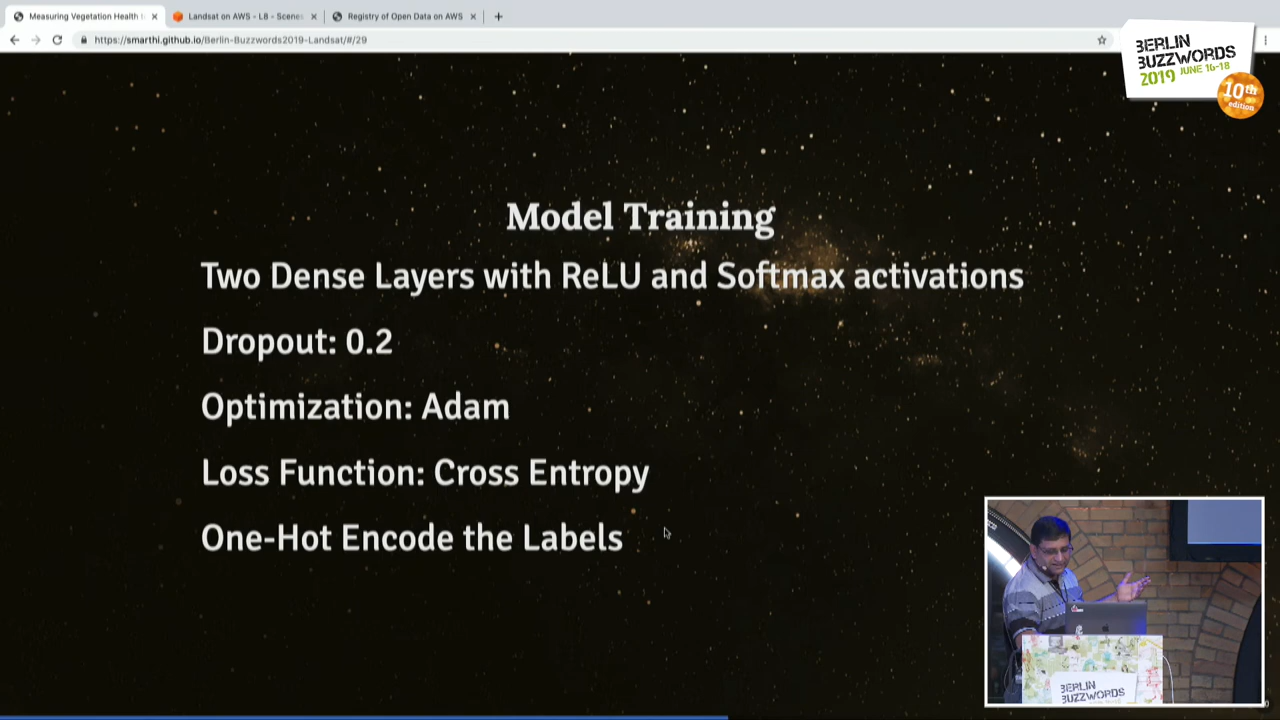 Measuring Vegetation Health t
Landsat on AWS - L8 - Scenes
Registry of Open Data on AWS
https://smarthi.github.io/Berlin-Buzzwords2019-Landsat/#/29
BERLIN
BUZZWORDS
2019 JUNE 16-18
10th
edition
Model Training
Two Dense Layers with ReLU and Softmax activations
Dropout: 0.2
Optimization: Adam
Loss Function: Cross Entropy
One-Hot Encode the Labels
BERLIN
BUZZWORDS